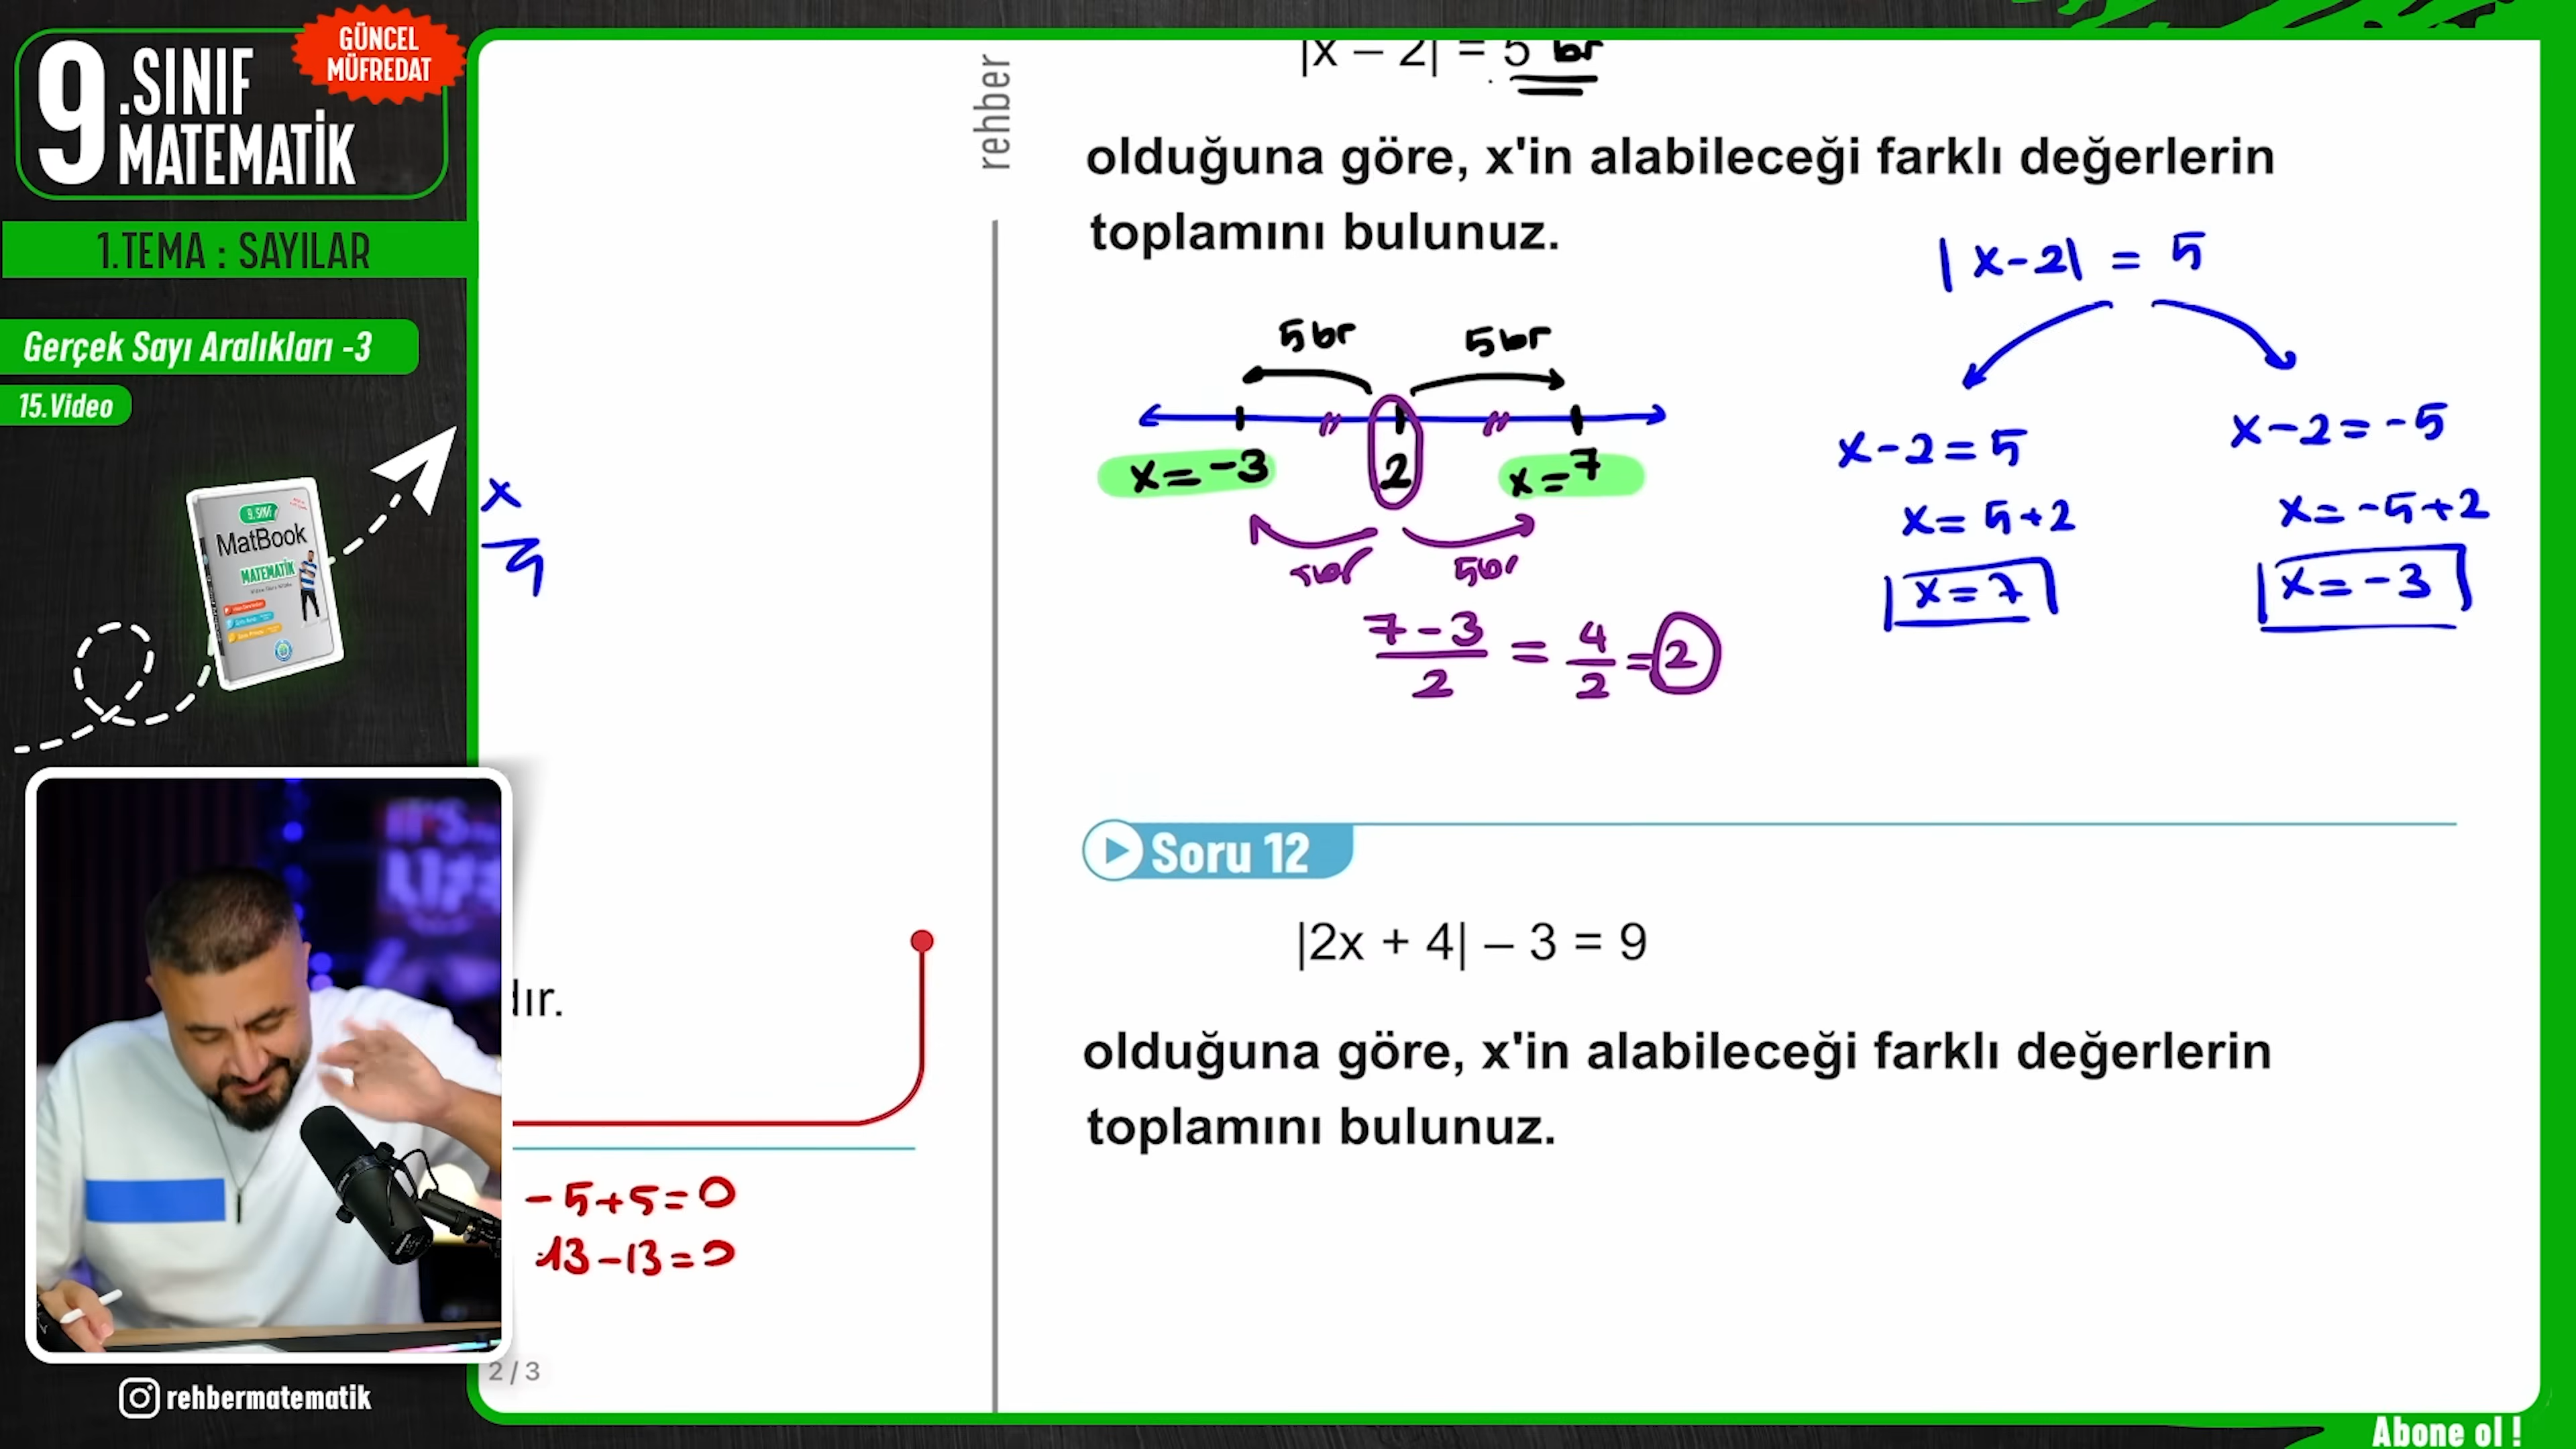 GÜNCEL
MÜFREDAT
9.SINIF
MATEMATİK
1.TEMA : SAYILAR
Gerçek Sayı Aralıkları -3
15.Video
9. SINIF
MatBook
MATEMATİK
rehbermatematik
rehber
x
9
dır.
-5+5=0
13-13=0
2 / 3
|x – 2| = 5 br
olduğuna göre, x'in alabileceği farklı değerlerin
toplamını bulunuz.
5br 5br
x=-3 2 x=7
5br 5br
7-3/2 = 4/2 = 2
|x-2| = 5
x-2=5
x=5+2
x=7
x-2=-5
x=-5+2
x=-3
Soru 12
|2x + 4| – 3 = 9
olduğuna göre, x'in alabileceği farklı değerlerin
toplamını bulunuz.
Abone ol !